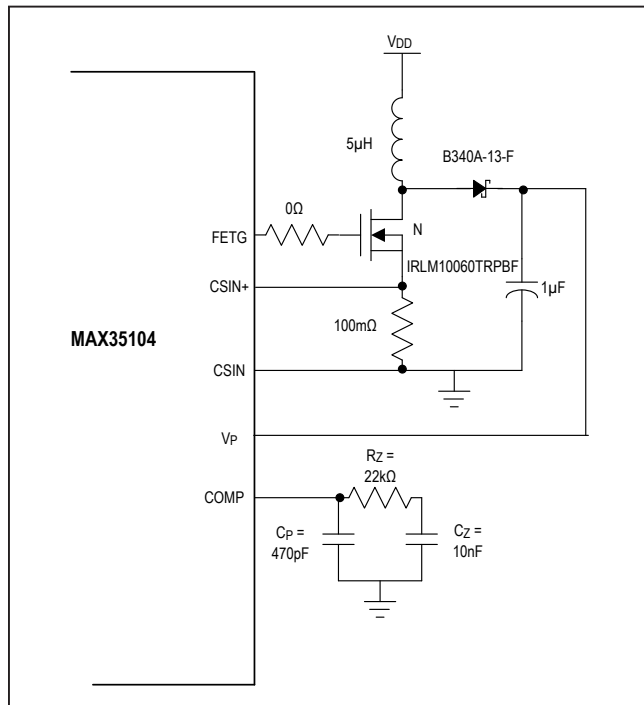 VDD
5µH
B340A-13-F
0Ω
FETG
N
IRLM10060TRPBF
CSIN+
1µF
100mΩ
MAX35104
CSIN
VP
RZ =
22kΩ
COMP
CP =
470pF
CZ =
10nF